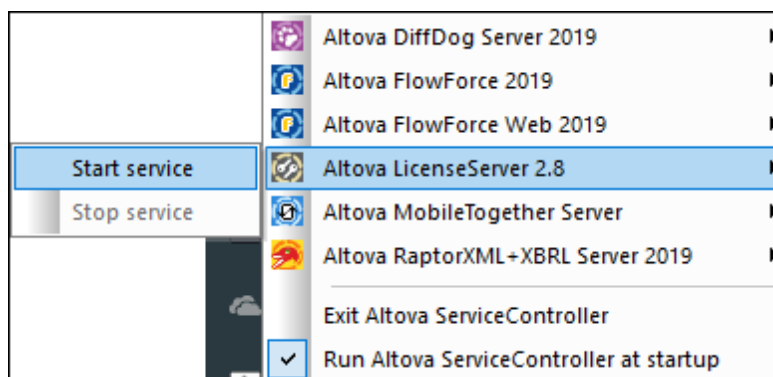 Altova DiffDog Server 2019
Altova FlowForce 2019
Altova FlowForce Web 2019
Start service
Altova LicenseServer 2.8
Stop service
Altova MobileTogether Server
Altova RaptorXML+XBRL Server 2019
Exit Altova ServiceController
Run Altova ServiceController at startup